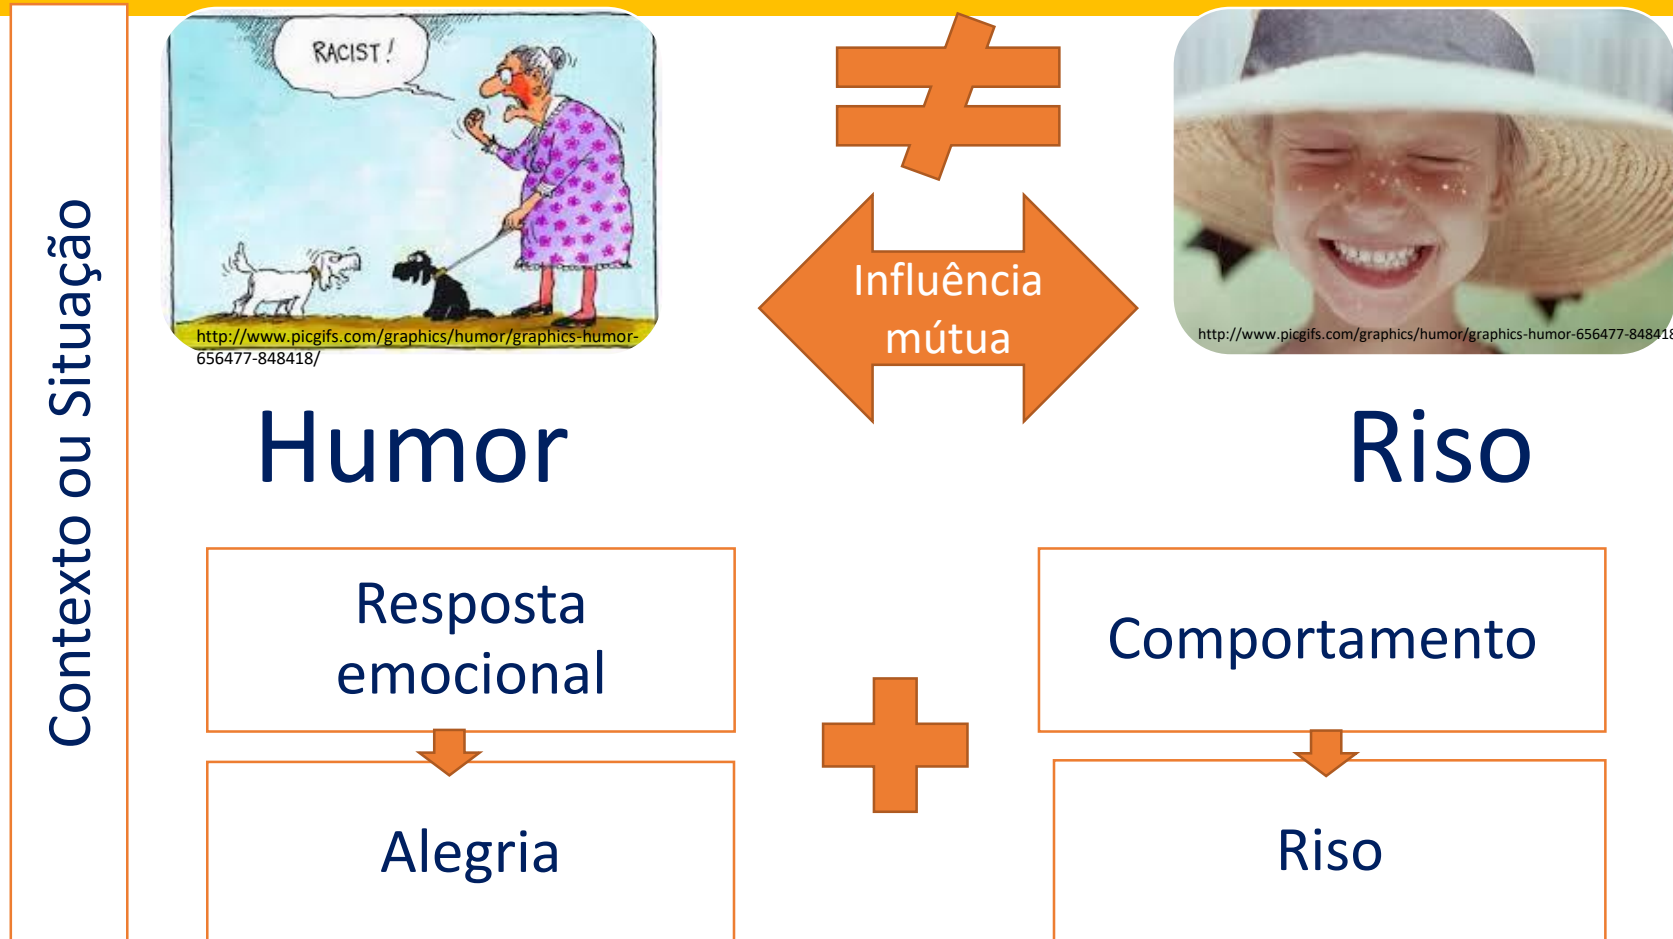 Contexto ou Situação
RACIST!
http://www.picgifs.com/graphics/humor/graphics-humor-
656477-848418/
Influência
mútua
http://www.picgifs.com/graphics/humor/graphics-humor-656477-848418
Humor
Riso
Resposta
emocional
Comportamento
Alegria
Riso